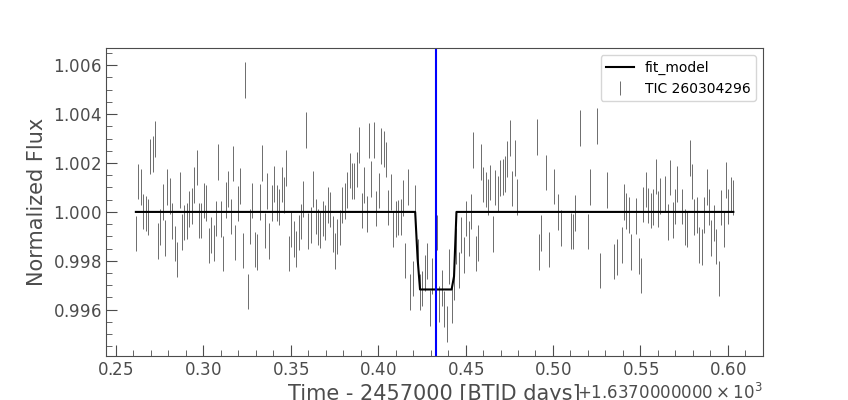 1.006
1.004
1.002
1.000
0.998
0.996
Normalized Flux
fit_model
TIC 260304296
0.25 0.30 0.35 0.40 0.45 0.50 0.55 0.60
Time - 2457000 [BTJD days]
+1.6370000000 × 10³